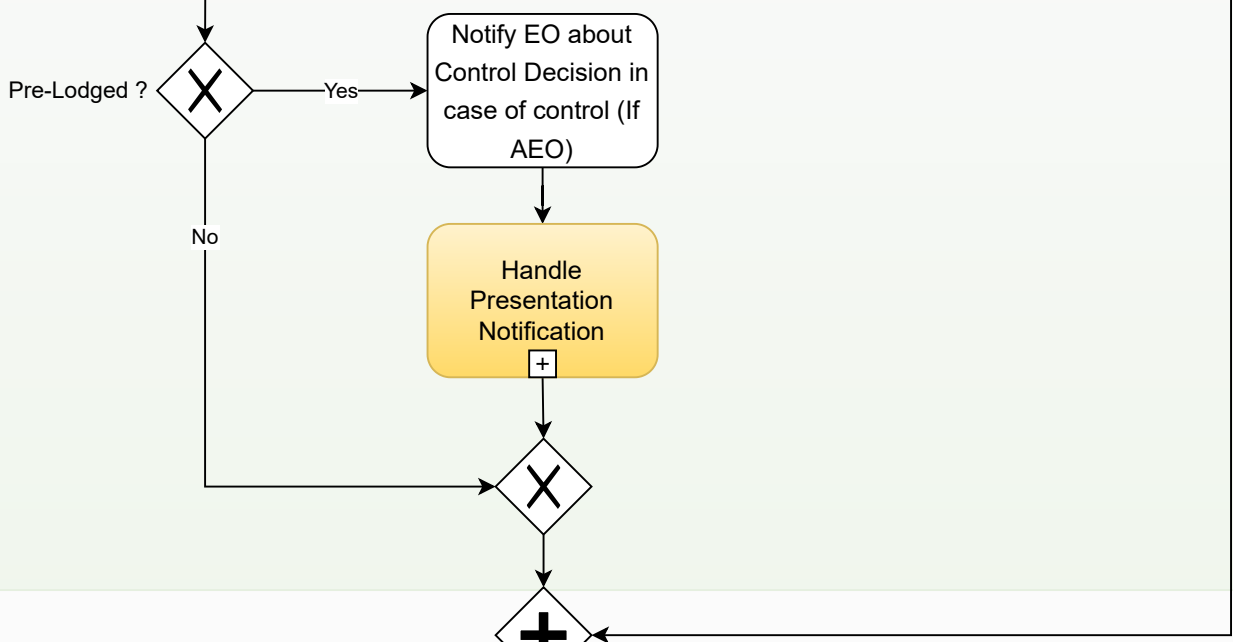 Notify EO about
Control Decision in
case of control (If
AEO)
Pre-Lodged ?
Yes
No
Handle
Presentation
Notification